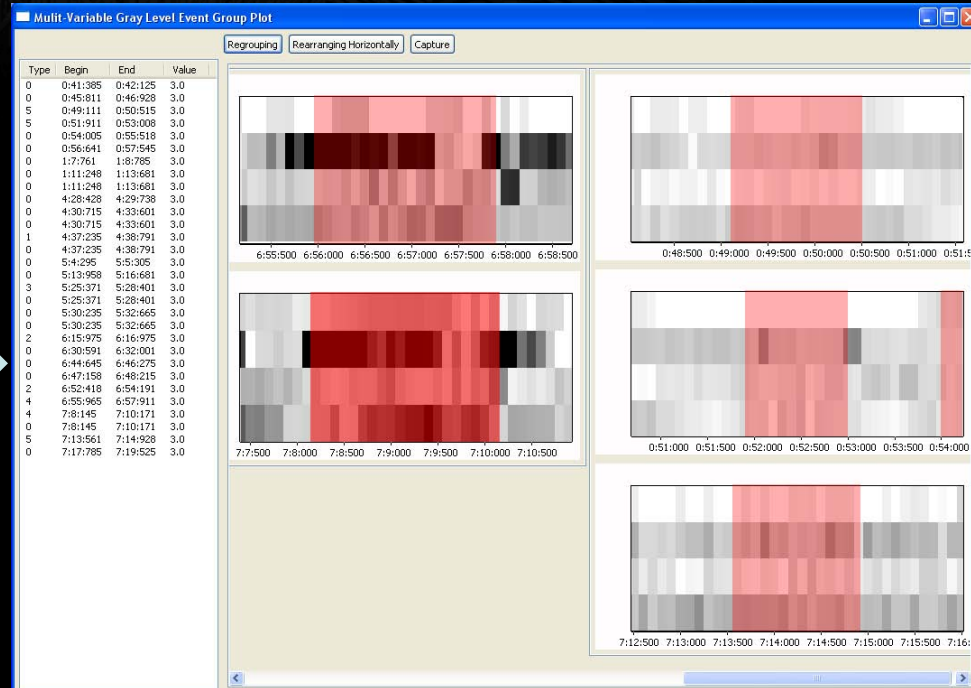 Mulit-Variable Gray Level Event Group Plot
Regrouping Rearranging Horizontally Capture
Type Begin End Value
0 0:41:385 0:42:125 3.0
0 0:45:811 0:46:928 3.0
5 0:49:111 0:50:515 3.0
5 0:51:911 0:53:008 3.0
0 0:54:005 0:55:518 3.0
0 0:56:641 0:57:545 3.0
0 1:7:761 1:8:785 3.0
0 1:11:248 1:13:681 3.0
0 1:11:248 1:13:681 3.0
0 4:28:428 4:29:738 3.0
0 4:30:715 4:33:601 3.0
0 4:30:715 4:33:601 3.0
1 4:37:235 4:38:791 3.0
0 4:37:235 4:38:791 3.0
0 5:4:295 5:5:305 3.0
0 5:13:958 5:16:681 3.0
3 5:25:371 5:28:401 3.0
0 5:25:371 5:28:401 3.0
0 5:30:235 5:32:665 3.0
0 5:30:235 5:32:665 3.0
2 6:15:975 6:16:975 3.0
0 6:30:591 6:32:001 3.0
0 6:44:645 6:46:275 3.0
0 6:47:158 6:48:215 3.0
2 6:52:418 6:54:191 3.0
4 6:55:965 6:57:911 3.0
4 7:8:145 7:10:171 3.0
0 7:8:145 7:10:171 3.0
5 7:13:561 7:14:928 3.0
0 7:17:785 7:19:525 3.0
6:55:500 6:56:000 6:56:500 6:57:000 6:57:500 6:58:000 6:58:500
7:7:500 7:8:000 7:8:500 7:9:000 7:9:500 7:10:000 7:10:500
0:48:500 0:49:000 0:49:500 0:50:000 0:50:500 0:51:000 0:51:5
0:51:000 0:51:500 0:52:000 0:52:500 0:53:000 0:53:500 0:54:000
7:12:500 7:13:000 7:13:500 7:14:000 7:14:500 7:15:000 7:15:500 7:16: